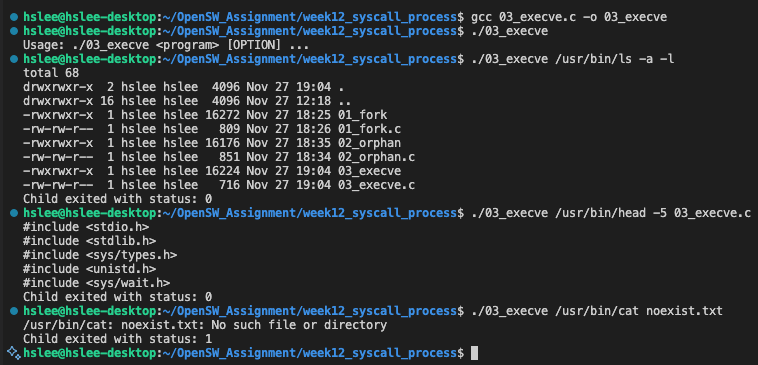 hslee@hslee-desktop:~/OpenSW_Assignment/week12_syscall_process$ gcc 03_execve.c -o 03_execve
hslee@hslee-desktop:~/OpenSW_Assignment/week12_syscall_process$ ./03_execve
Usage: ./03_execve <program> [OPTION] ...
hslee@hslee-desktop:~/OpenSW_Assignment/week12_syscall_process$ ./03_execve /usr/bin/ls -a -l
total 68
drwxrwxr-x  2 hslee hslee  4096 Nov 27 19:04 .
drwxrwxr-x 16 hslee hslee  4096 Nov 27 12:18 ..
-rwxrwxr-x  1 hslee hslee 16272 Nov 27 18:25 01_fork
-rw-rw-r--  1 hslee hslee   809 Nov 27 18:26 01_fork.c
-rwxrwxr-x  1 hslee hslee 16176 Nov 27 18:35 02_orphan
-rw-rw-r--  1 hslee hslee   851 Nov 27 18:34 02_orphan.c
-rwxrwxr-x  1 hslee hslee 16224 Nov 27 19:04 03_execve
-rw-rw-r--  1 hslee hslee   716 Nov 27 19:04 03_execve.c
Child exited with status: 0
hslee@hslee-desktop:~/OpenSW_Assignment/week12_syscall_process$ ./03_execve /usr/bin/head -5 03_execve.c
#include <stdio.h>
#include <stdlib.h>
#include <sys/types.h>
#include <unistd.h>
#include <sys/wait.h>
Child exited with status: 0
hslee@hslee-desktop:~/OpenSW_Assignment/week12_syscall_process$ ./03_execve /usr/bin/cat noexist.txt
/usr/bin/cat: noexist.txt: No such file or directory
Child exited with status: 1
hslee@hslee-desktop:~/OpenSW_Assignment/week12_syscall_process$